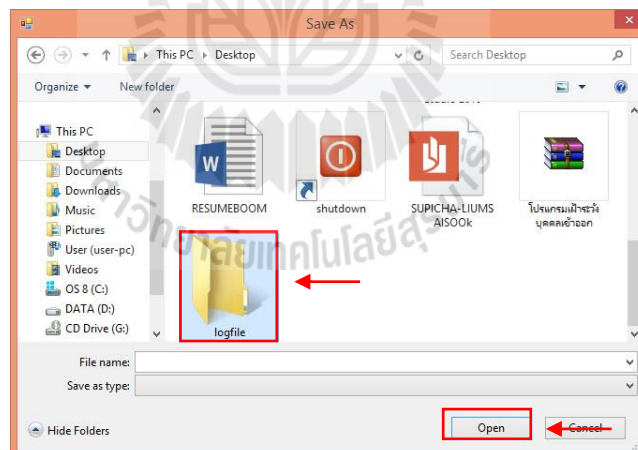 Save As
This PC ▸ Desktop
Search Desktop
Organize
New folder
This PC
Desktop
Documents
Downloads
Music
Pictures
User (user-pc)
Videos
OS 8 (C:)
DATA (D:)
CD Drive (G:)
RESUMEBOOM
shutdown
SUPICHA-LIUMS
AISOOk
โปรแกรมเฝ้าระวัง
บุคคลเข้าออก
logfile
File name:
Save as type:
Hide Folders
Open
Cancel